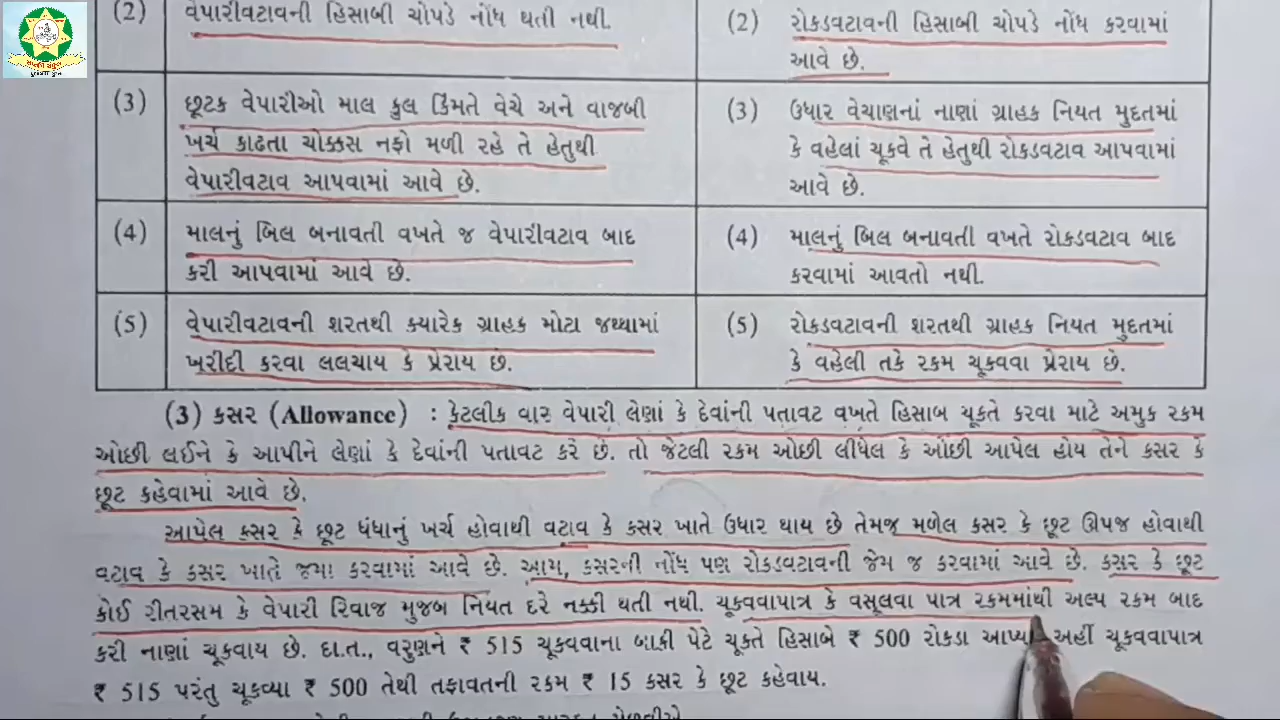 (2) વેપારીવટાવની હિસાબી ચોપડે નોંધ થતી નથી.
(2) રોકડવટાવની હિસાબી ચોપડે નોંધ કરવામાં
આવે છે.
(3) છૂટક વેપારીઓ માલ કુલ કિંમતે વેચે અને વાજબી
ખર્ચ કાઢતા ચોક્કસ નફો મળી રહે તે હેતુથી
વેપારીવટાવ આપવામાં આવે છે.
(3) ઉધાર વેચાણનાં નાણાં ગ્રાહક નિયત મુદતમાં
કે વહેલાં ચૂકવે તે હેતુથી રોકડવટાવ આપવામાં
આવે છે.
(4) માલનું બિલ બનાવતી વખતે જ વેપારીવટાવ બાદ
કરી આપવામાં આવે છે.
(4) માલનું બિલ બનાવતી વખતે રોકડવટાવ બાદ
કરવામાં આવતો નથી.
(5) વેપારીવટાવની શરતથી ક્યારેક ગ્રાહક મોટા જથ્થામાં
ખરીદી કરવા લલચાય કે પ્રેરાય છે.
(5) રોકડવટાવની શરતથી ગ્રાહક નિયત મુદતમાં
કે વહેલી તકે રકમ ચૂકવવા પ્રેરાય છે.
(3) કસર (Allowance) : કેટલીક વાર વેપારી લેણાં કે દેવાંની પતાવટ વખતે હિસાબ ચૂકતે કરવા માટે અમુક રકમ
ઓછી લઈને કે આપીને લેણાં કે દેવાંની પતાવટ કરે છે. તો જેટલી રકમ ઓછી લીધેલ કે ઓછી આપેલ હોય તેને કસર કે
છૂટ કહેવામાં આવે છે.
આપેલ કસર કે છૂટ ધંધાનું ખર્ચ હોવાથી વટાવ કે કસર ખાતે ઉધાર થાય છે તેમજ મળેલ કસર કે છૂટ ઊપજ હોવાથી
વટાવ કે કસર ખાતે જમા કરવામાં આવે છે. આમ, કસરની નોંધ પણ રોકડવટાવની જેમ જ કરવામાં આવે છે. કસર કે છૂટ
કોઈ રીતરસમ કે વેપારી રિવાજ મુજબ નિયત દરે નક્કી થતી નથી. ચૂકવવાપાત્ર કે વસૂલવા પાત્ર રકમમાંથી અલ્પ રકમ બાદ
કરી નાણાં ચૂકવાય છે. દા.ત., વરુણને ₹ 515 ચૂકવવાના બાકી પેટે ચૂકતે હિસાબે ₹ 500 રોકડા આપ્યા અહીં ચૂકવવાપાત્ર
₹ 515 પરંતુ ચૂકવ્યા ₹ 500 તેથી તફાવતની રકમ ₹ 15 કસર કે છૂટ કહેવાય.